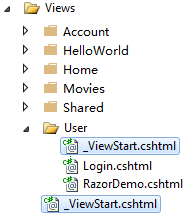 Views
Account
HelloWorld
Home
Movies
Shared
User
_ViewStart.cshtml
Login.cshtml
RazorDemo.cshtml
_ViewStart.cshtml